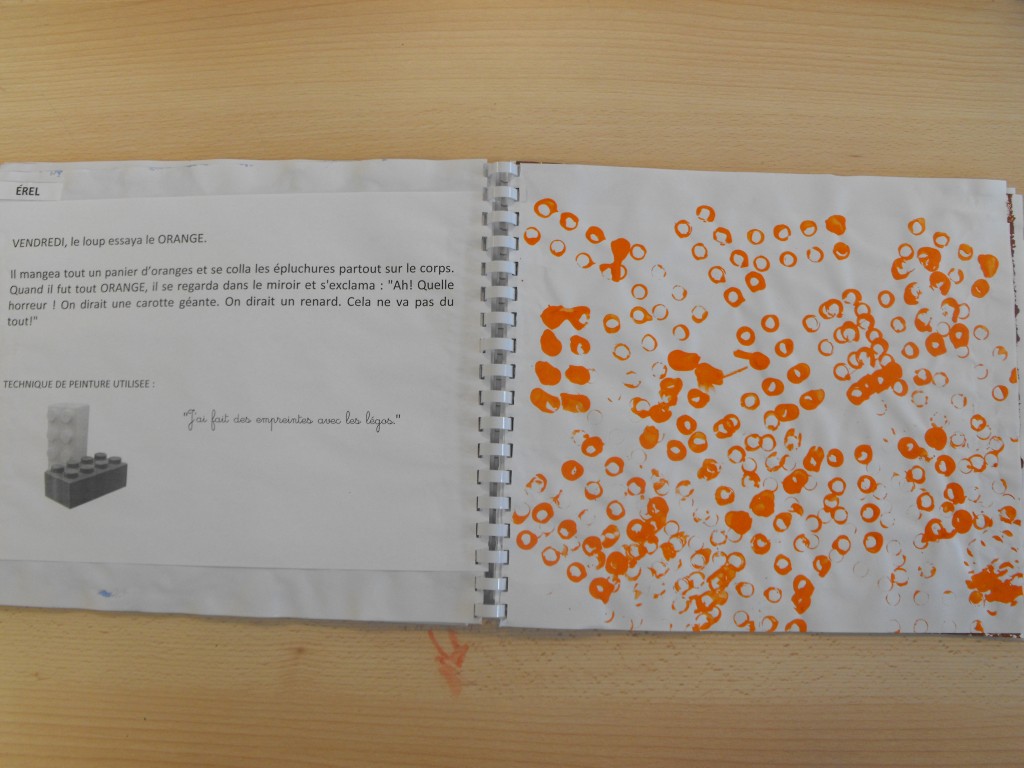 ÉREL
VENDREDI, le loup essaya le ORANGE.
Il mangea tout un panier d'oranges et se colla les épluchures partout sur le corps.
Quand il fut tout ORANGE, il se regarda dans le miroir et s'exclama : "Ah! Quelle
horreur ! On dirait une carotte géante. On dirait un renard. Cela ne va pas du
tout!"
TECHNIQUE DE PEINTURE UTILISEE :
"J'ai fait des empreintes avec les légos."